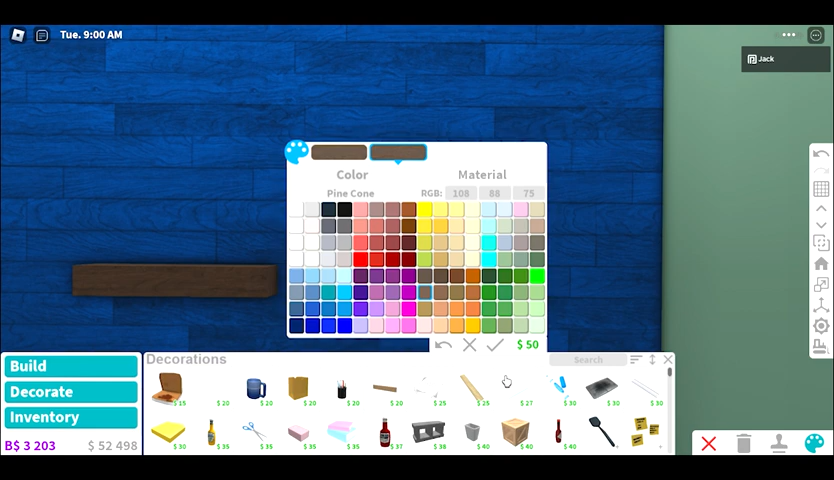 Tue. 9:00 AM
Jack
Color
Material
Pine Cone
RGB: 108 88 75
$ 50
Build
Decorate
Inventory
B$ 3 203
$ 52 498
Decorations
Search
$ 15
$ 20
$ 20
$ 20
$ 20
$ 20
$ 25
$ 25
$ 27
$ 30
$ 30
$ 30
$ 30
$ 35
$ 35
$ 35
$ 35
$ 37
$ 38
$ 40
$ 40
$ 40